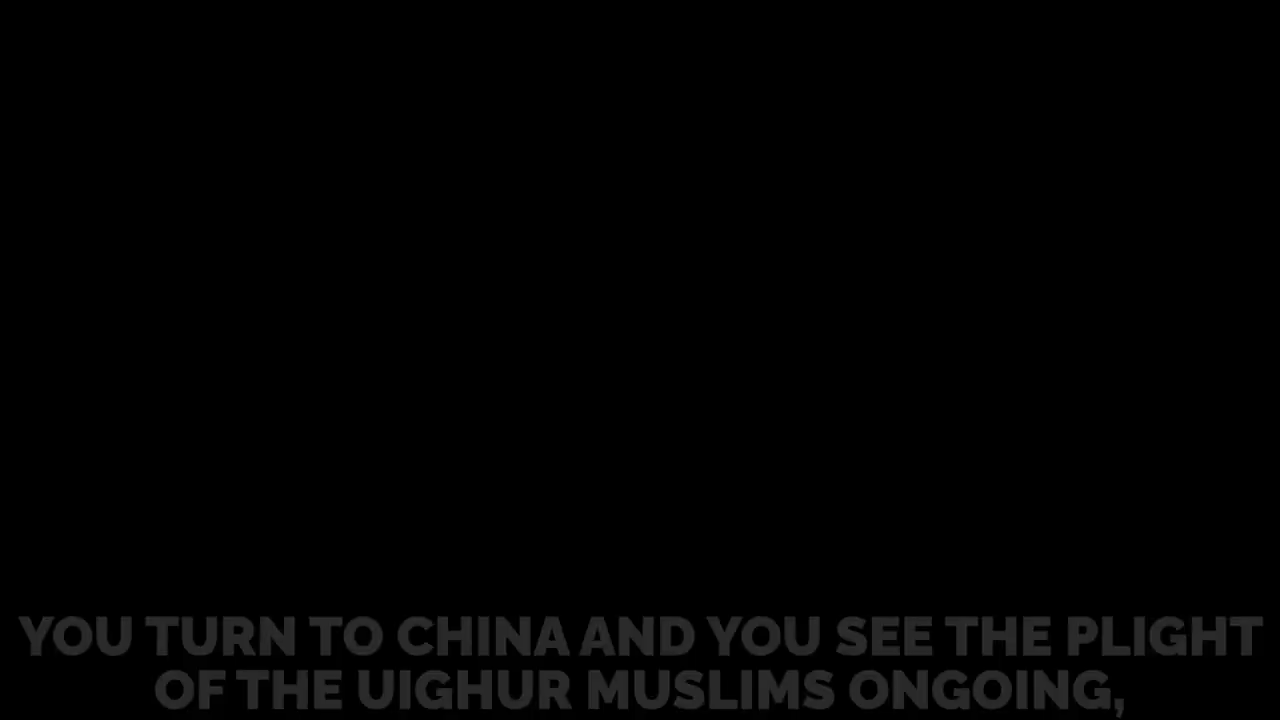 YOU TURN TO CHINA AND YOU SEE THE PLIGHT
OF THE UIGHUR MUSLIMS ONGOING,